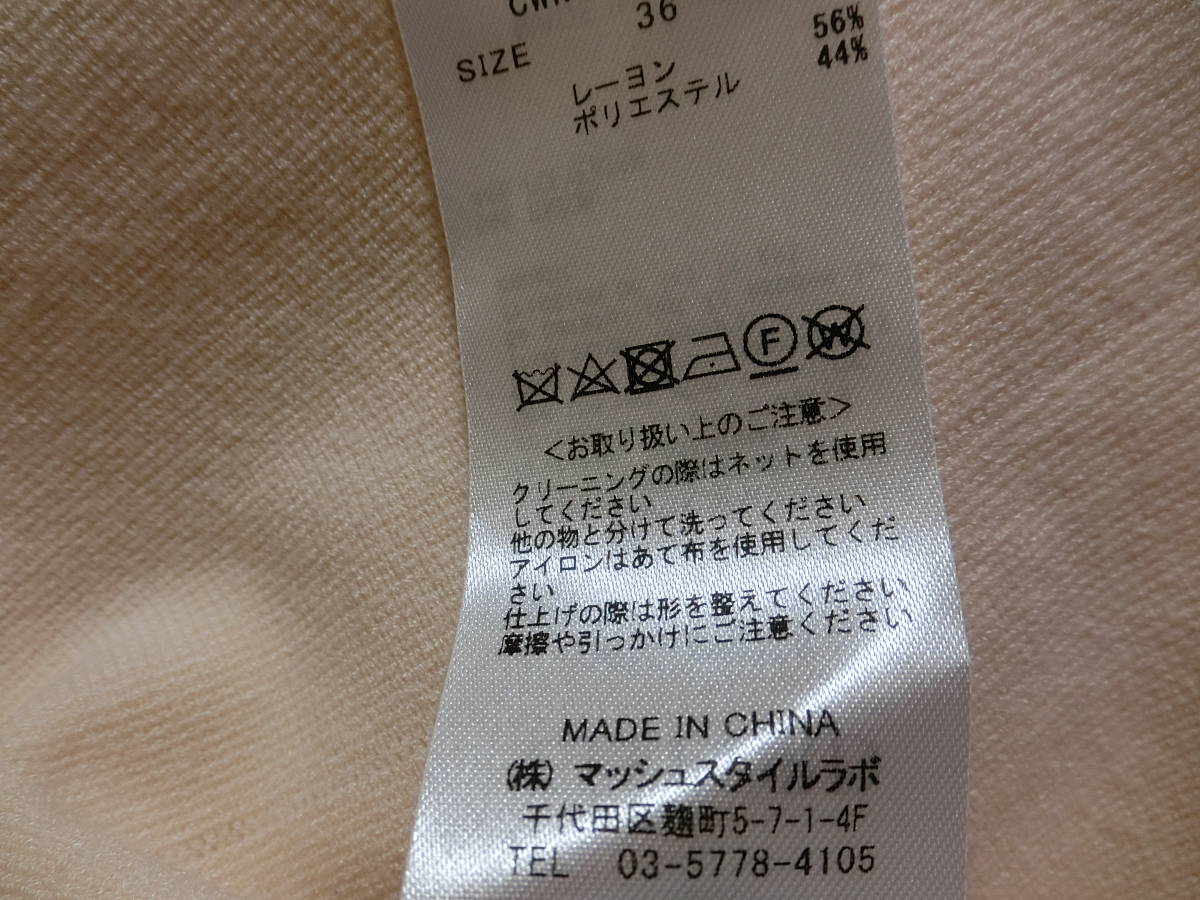 SIZE 36
レーヨン 56%
ポリエステル 44%
F
W
<お取り扱い上のご注意>
クリーニングの際はネットを使用
してください
他の物と分けて洗ってください
アイロンはあて布を使用してくだ
さい
仕上げの際は形を整えてください
摩擦や引っかけにご注意ください
MADE IN CHINA
(株) マッシュスタイルラボ
千代田区麹町5-7-1-4F
TEL 03-5778-4105